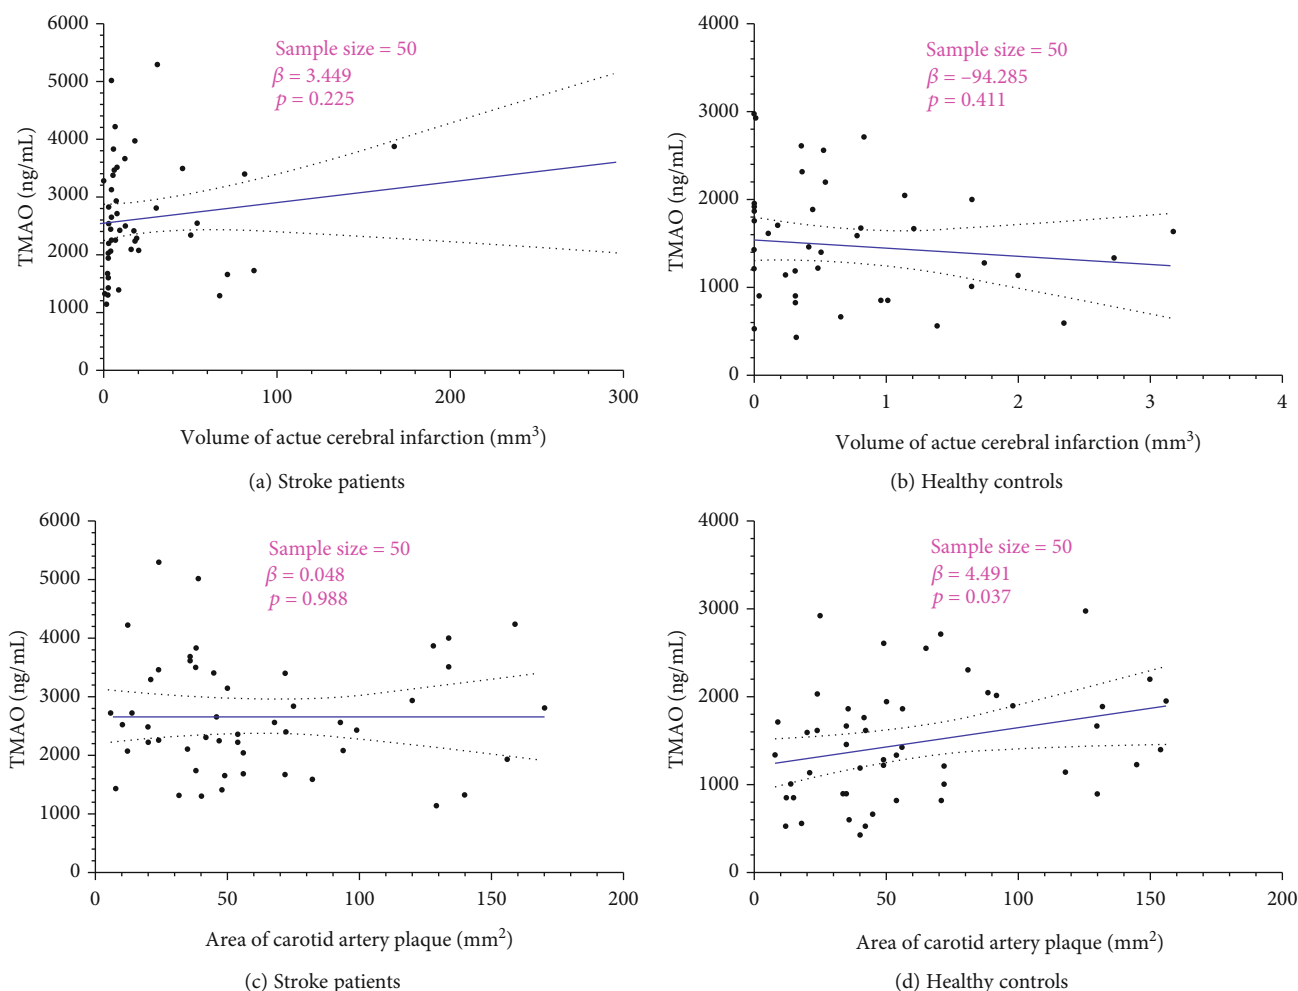 6000
5000
4000
3000
2000
1000
0
TMAO (ng/mL)
Sample size = 50
β = 3.449
p = 0.225
0 100 200 300
Volume of actue cerebral infarction (mm³)
(a) Stroke patients
4000
3000
2000
1000
0
TMAO (ng/mL)
Sample size = 50
β = –94.285
p = 0.411
0 1 2 3 4
Volume of actue cerebral infarction (mm³)
(b) Healthy controls
6000
5000
4000
3000
2000
1000
0
TMAO (ng/mL)
Sample size = 50
β = 0.048
p = 0.988
0 50 100 150 200
Area of carotid artery plaque (mm²)
(c) Stroke patients
4000
3000
2000
1000
0
TMAO (ng/mL)
Sample size = 50
β = 4.491
p = 0.037
0 50 100 150 200
Area of carotid artery plaque (mm²)
(d) Healthy controls